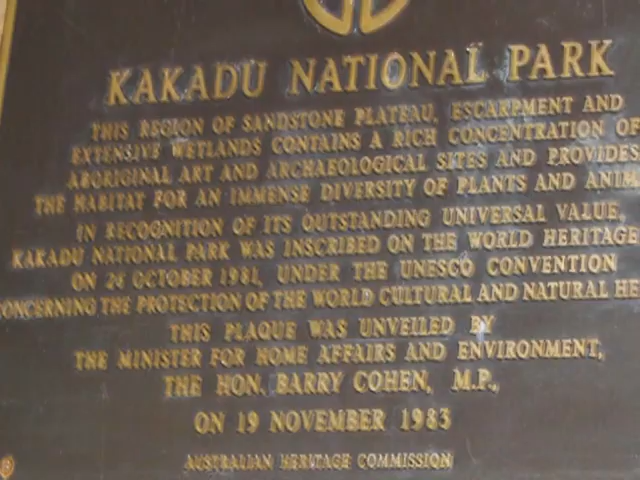 KAKADU NATIONAL PARK
THIS REGION OF SANDSTONE PLATEAU, ESCARPMENT AND
EXTENSIVE WETLANDS CONTAINS A RICH CONCENTRATION OF
ABORIGINAL ART AND ARCHAEOLOGICAL SITES AND PROVIDES
THE HABITAT FOR AN IMMENSE DIVERSITY OF PLANTS AND ANIM
IN RECOGNITION OF ITS OUTSTANDING UNIVERSAL VALUE,
KAKADU NATIONAL PARK WAS INSCRIBED ON THE WORLD HERITAGE
ON OCTOBER 1981, UNDER THE UNESCO CONVENTION
CONCERNING THE PROTECTION OF THE WORLD CULTURAL AND NATURAL HE
THIS PLAQUE WAS UNVEILED BY
THE MINISTER FOR HOME AFFAIRS AND ENVIRONMENT,
THE HON. BARRY COHEN, M.P.,
ON 19 NOVEMBER 1983
AUSTRALIAN HERITAGE COMMISSION